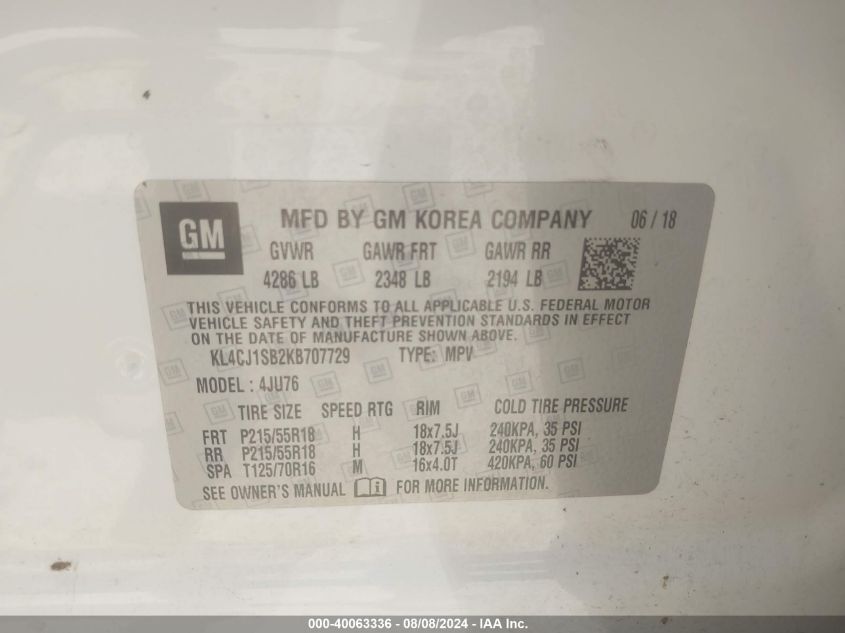 GM
MFD BY GM KOREA COMPANY 06 / 18
GVWR GAWR FRT GAWR RR
4286 LB 2348 LB 2194 LB
THIS VEHICLE CONFORMS TO ALL APPLICABLE U.S. FEDERAL MOTOR
VEHICLE SAFETY AND THEFT PREVENTION STANDARDS IN EFFECT
ON THE DATE OF MANUFACTURE SHOWN ABOVE.
KL4CJ1SB2KB707729 TYPE: MPV
MODEL : 4JU76
TIRE SIZE SPEED RTG RIM COLD TIRE PRESSURE
FRT P215/55R18 H 18x7.5J 240KPA, 35 PSI
RR P215/55R18 H 18x7.5J 240KPA, 35 PSI
SPA T125/70R16 M 16x4.0T 420KPA, 60 PSI
SEE OWNER'S MANUAL FOR MORE INFORMATION.
000-40063336 - 08/08/2024 - IAA Inc.